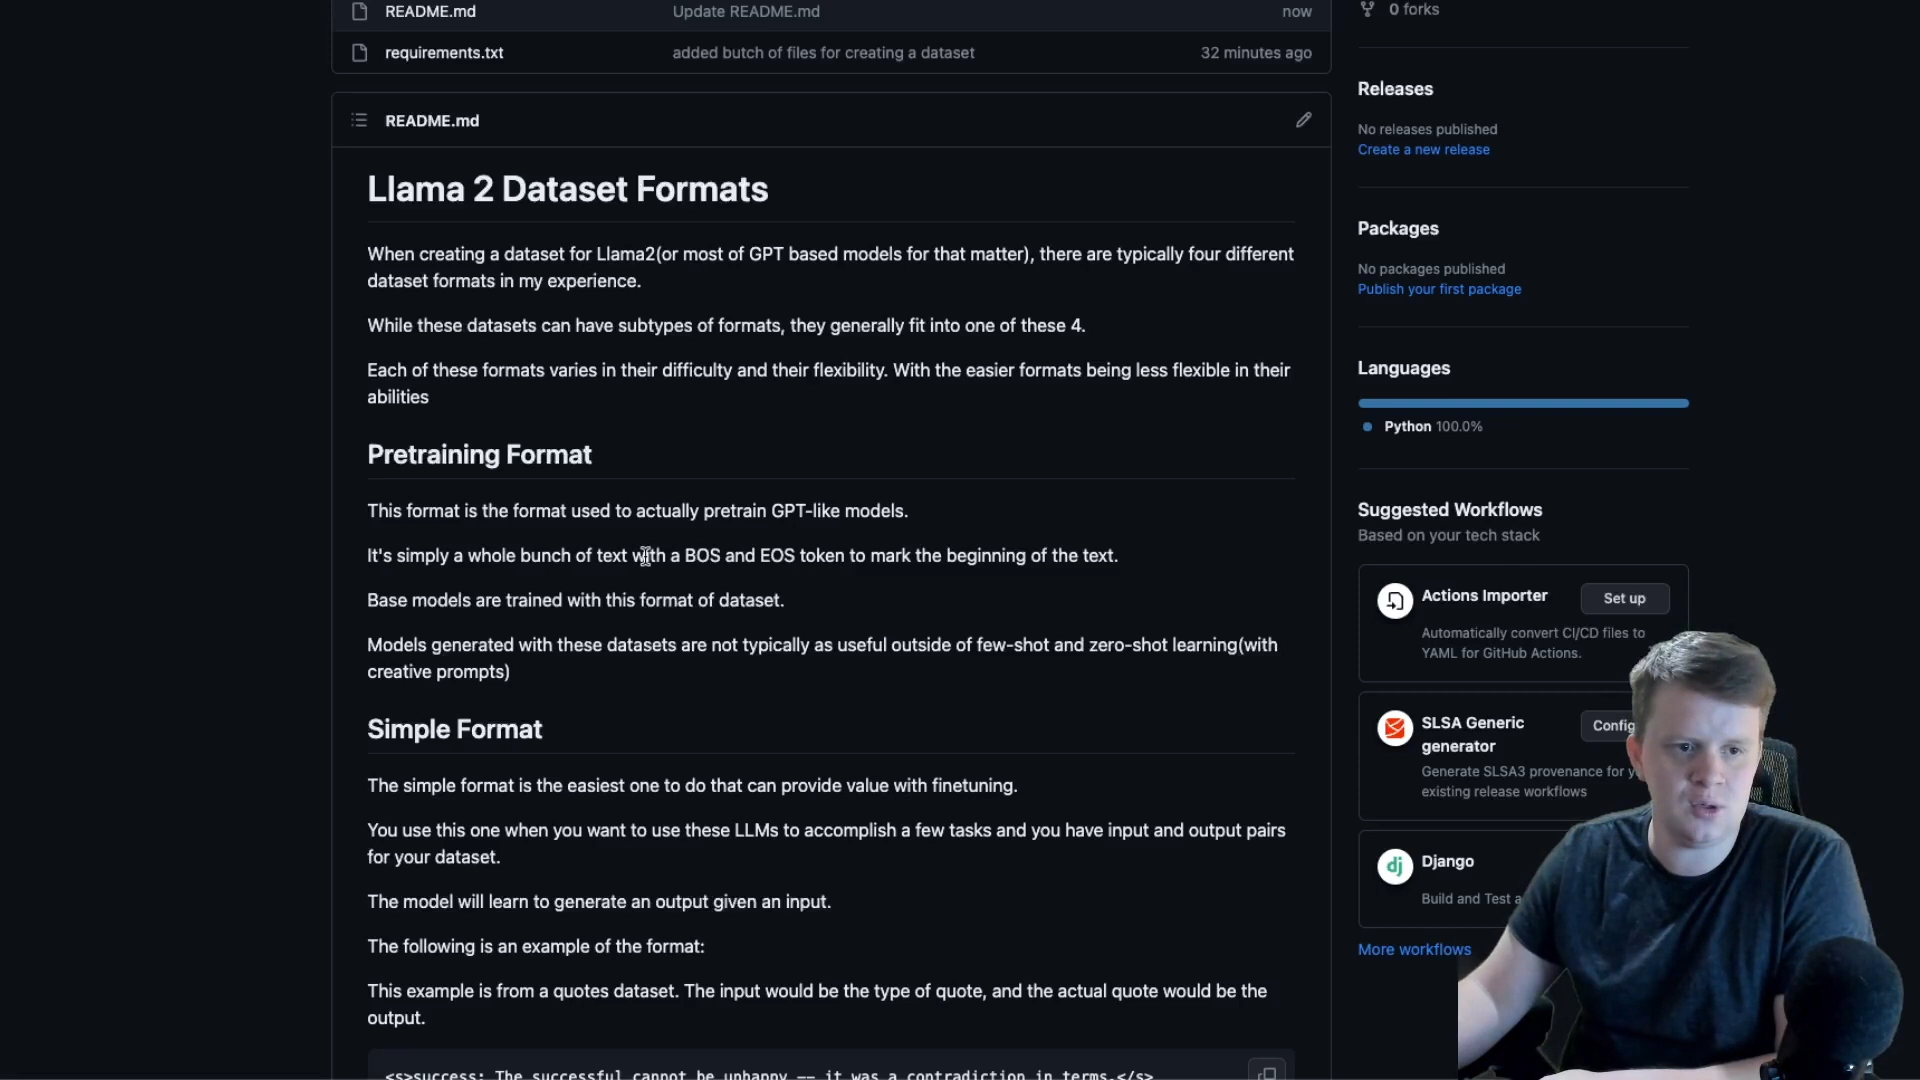 README.md
Update README.md
now
0 forks
requirements.txt
added butch of files for creating a dataset
32 minutes ago
README.md
Llama 2 Dataset Formats
When creating a dataset for Llama2(or most of GPT based models for that matter), there are typically four different
dataset formats in my experience.
While these datasets can have subtypes of formats, they generally fit into one of these 4.
Each of these formats varies in their difficulty and their flexibility. With the easier formats being less flexible in their
abilities
Pretraining Format
This format is the format used to actually pretrain GPT-like models.
It's simply a whole bunch of text with a BOS and EOS token to mark the beginning of the text.
Base models are trained with this format of dataset.
Models generated with these datasets are not typically as useful outside of few-shot and zero-shot learning(with
creative prompts)
Simple Format
The simple format is the easiest one to do that can provide value with finetuning.
You use this one when you want to use these LLMs to accomplish a few tasks and you have input and output pairs
for your dataset.
The model will learn to generate an output given an input.
The following is an example of the format:
This example is from a quotes dataset. The input would be the type of quote, and the actual quote would be the
output.
<s>success: The successful cannot be unhappy -- it was a contradiction in terms.</s>
Releases
No releases published
Create a new release
Packages
No packages published
Publish your first package
Languages
Python 100.0%
Suggested Workflows
Based on your tech stack
Actions Importer
Set up
Automatically convert CI/CD files to
YAML for GitHub Actions.
SLSA Generic
generator
Config
Generate SLSA3 provenance for
existing release workflows
dj
Django
Build and Test
More workflows